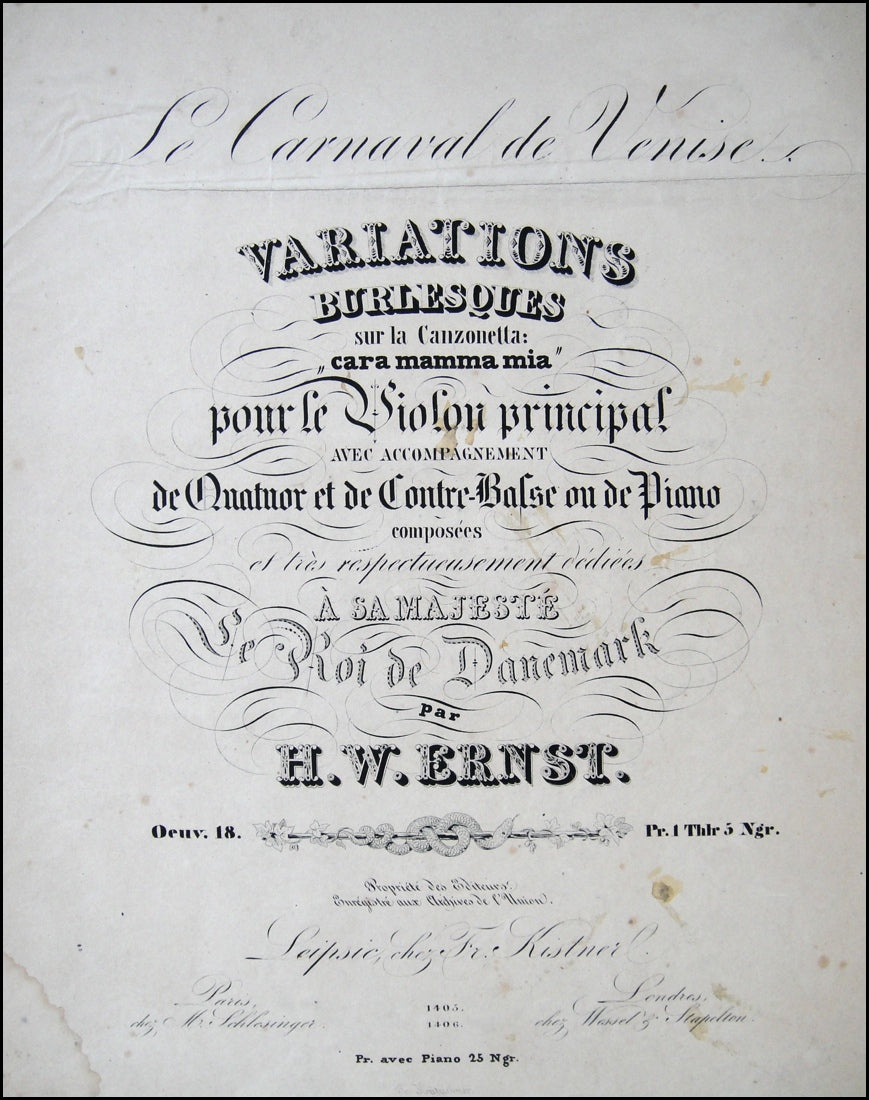 Le Carnaval de Venise.
VARIATIONS
BURLESQUES
sur la Canzonetta:
„cara mamma mia"
pour le Violon principal
AVEC ACCOMPAGNEMENT
de Quatuor et de Contre-Basse ou de Piano
composées
et très respectueusement dédiées
À SA MAJESTÉ
Le Roi de Danemark
par
H. W. ERNST.
Oeuv. 18. Pr. 1 Thlr 5 Ngr.
Propriété des Editeurs.
Enrégistré aux Archives de l'Union.
Leipsic, chez Fr. Kistner.
Paris, Londres,
chez Mce Schlesinger. 1405. chez Wessel & Stapelton.
1406.
Pr. avec Piano 25 Ngr.